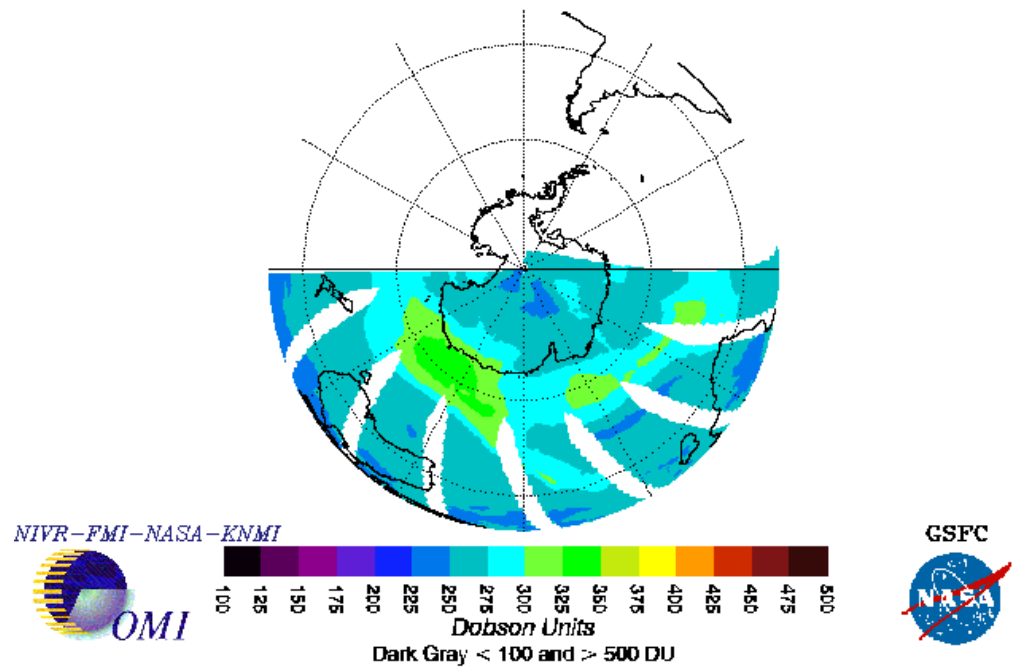 NIVR-FMI-NASA-KNMI
GSFC
OMI
NASA
100 125 150 175 200 225 250 275 300 325 350 375 400 425 450 475 500
Dobson Units
Dark Gray < 100 and > 500 DU